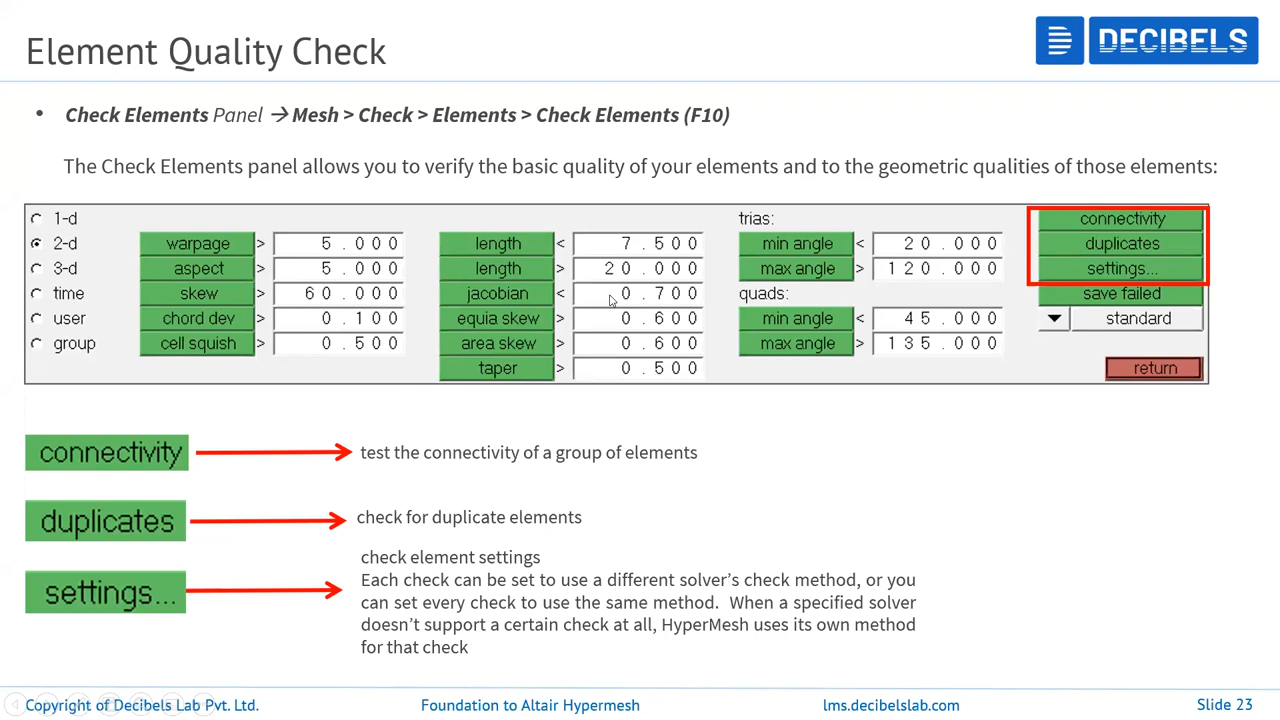 Element Quality Check
DECIBELS
• Check Elements Panel → Mesh > Check > Elements > Check Elements (F10)
The Check Elements panel allows you to verify the basic quality of your elements and to the geometric qualities of those elements:
1-d trias: connectivity
2-d warpage > 5.000 length < 7.500 min angle < 20.000 duplicates
3-d aspect > 5.000 length > 20.000 max angle > 120.000 settings...
time skew > 60.000 jacobian < 0.700 quads: save failed
user chord dev > 0.100 equia skew > 0.600 min angle < 45.000 standard
group cell squish > 0.500 area skew > 0.600 max angle > 135.000
taper > 0.500 return
connectivity test the connectivity of a group of elements
duplicates check for duplicate elements
check element settings
settings... Each check can be set to use a different solver's check method, or you
can set every check to use the same method. When a specified solver
doesn't support a certain check at all, HyperMesh uses its own method
for that check
Copyright of Decibels Lab Pvt. Ltd. Foundation to Altair Hypermesh lms.decibelslab.com Slide 23